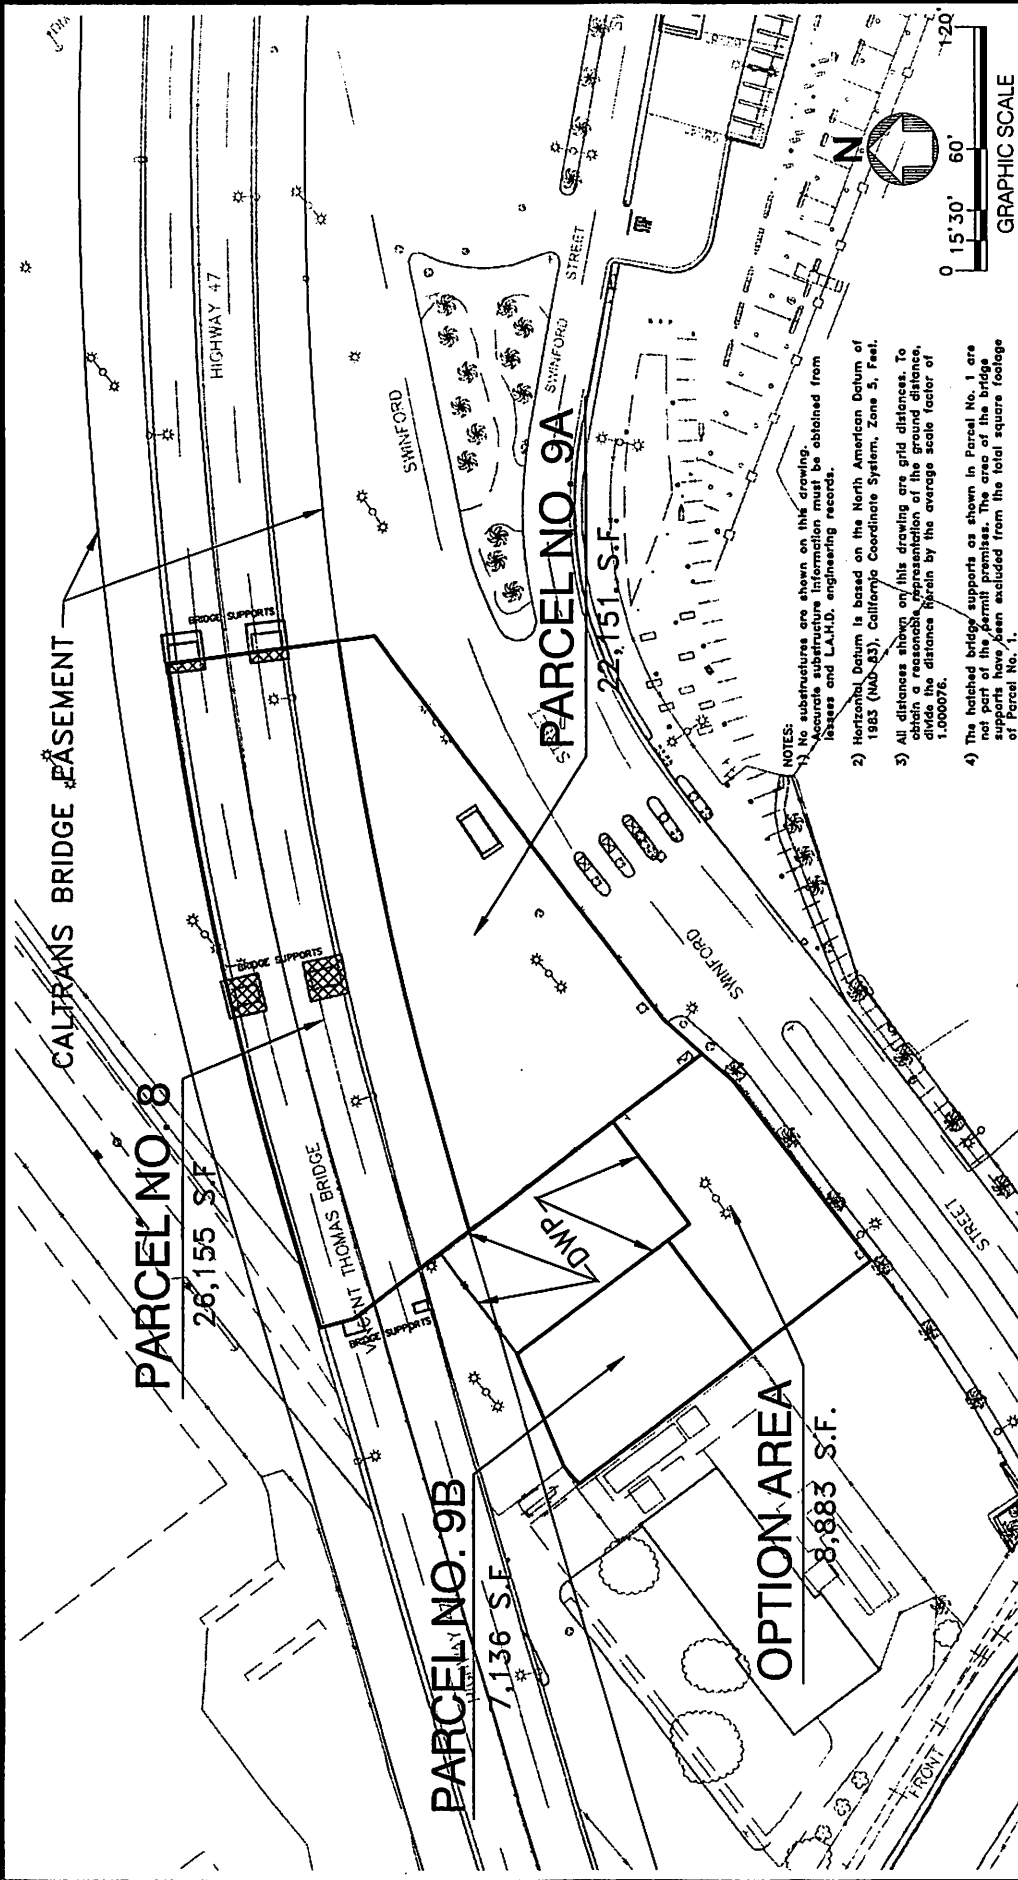 CALTRANS BRIDGE EASEMENT
PARCEL NO. 8
26,155 S.F.
PARCEL NO. 9B
7,136 S.F.
PARCEL NO. 9A
22,151 S.F.
OPTION AREA
8,883 S.F.
DWP
HIGHWAY 47
VINCENT THOMAS BRIDGE
BRIDGE SUPPORTS
BRIDGE SUPPORTS
BRIDGE SUPPORTS
HIGHWAY 47
SWINFORD
SWINFORD
STREET
STREET
SWINFORD
STREET
FRONT
NOTES:
1) No substructures are shown on this drawing.
Accurate substructure information must be obtained from
lessees and L.A.H.D. engineering records.
2) Horizontal Datum is based on the North American Datum of
1983 (NAD 83), California Coordinate System, Zone 5, Feet.
3) All distances shown on this drawing are grid distances. To
obtain a reasonable representation of the ground distance,
divide the distance herein by the average scale factor of
1.000076.
4) The hatched bridge supports as shown in Parcel No. 1 are
not part of the permit premises. The area of the bridge
supports have been excluded from the total square footage
of Parcel No. 1.
N
0 15' 30' 60' 120'
GRAPHIC SCALE